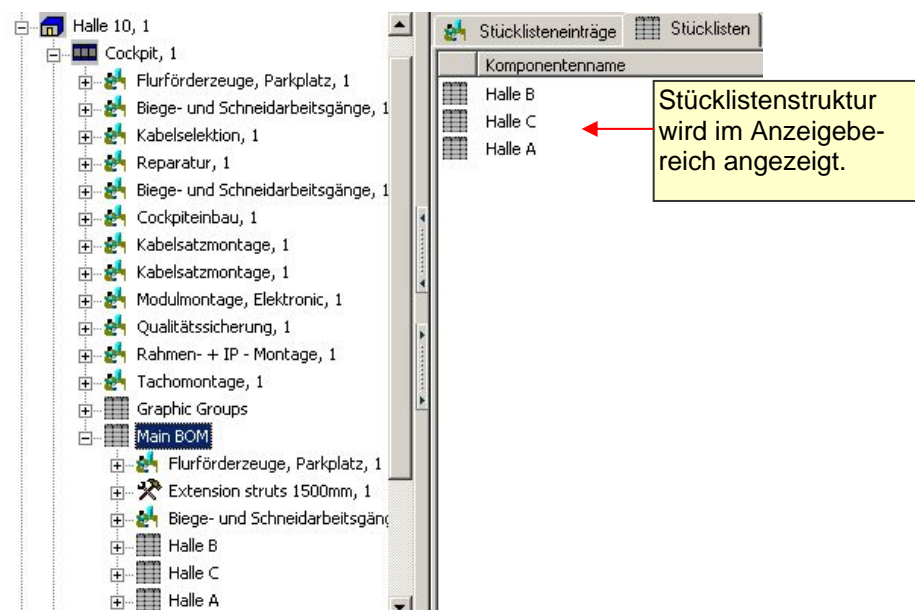 Halle 10, 1
Cockpit, 1
Flurförderzeuge, Parkplatz, 1
Biege- und Schneidarbeitsgänge, 1
Kabelselektion, 1
Reparatur, 1
Biege- und Schneidarbeitsgänge, 1
Cockpiteinbau, 1
Kabelsatzmontage, 1
Kabelsatzmontage, 1
Modulmontage, Elektronic, 1
Qualitätssicherung, 1
Rahmen- + IP - Montage, 1
Tachomontage, 1
Graphic Groups
Main BOM
Flurförderzeuge, Parkplatz, 1
Extension struts 1500mm, 1
Biege- und Schneidarbeitsgäng
Halle B
Halle C
Halle A
Stücklisteneinträge Stücklisten
Komponentenname
Halle B
Halle C
Halle A
Stücklistenstruktur
wird im Anzeigebe-
reich angezeigt.